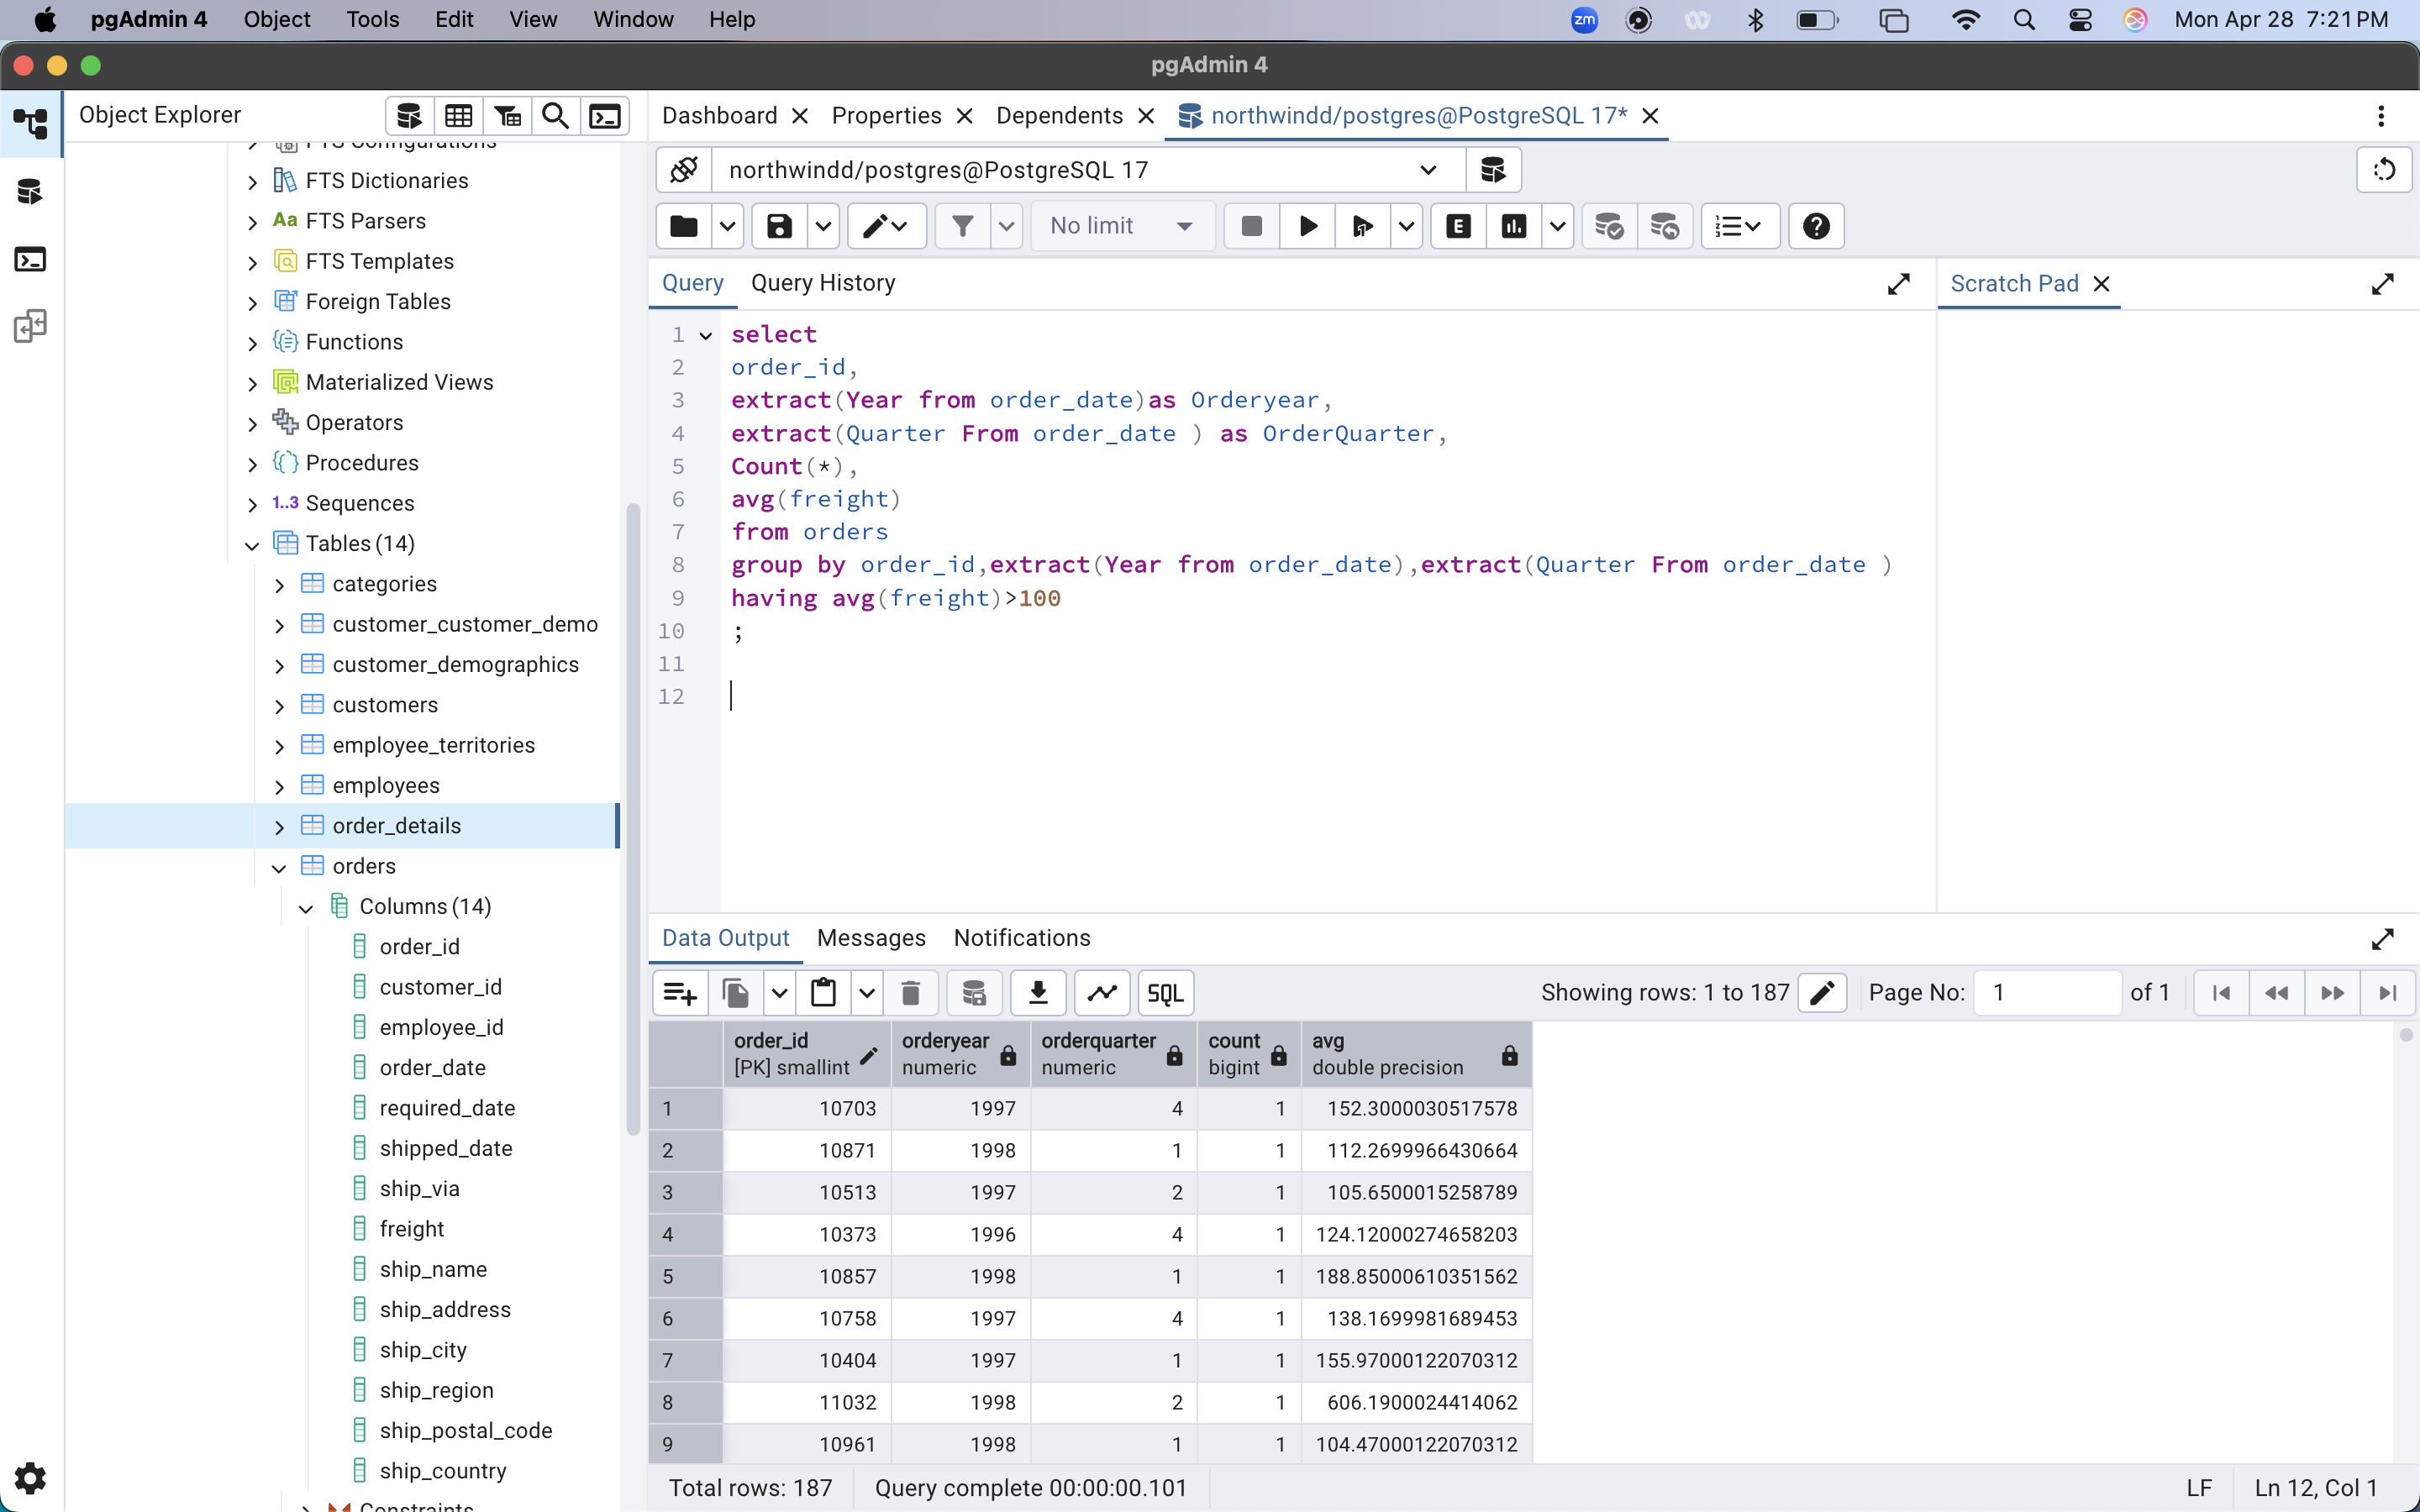 pgAdmin 4 Object Tools Edit View Window Help zm Mon Apr 28 7:21 PM
pgAdmin 4
Object Explorer
FTS Configurations
FTS Dictionaries
Aa FTS Parsers
FTS Templates
Foreign Tables
Functions
Materialized Views
Operators
Procedures
1..3 Sequences
Tables (14)
categories
customer_customer_demo
customer_demographics
customers
employee_territories
employees
order_details
orders
Columns (14)
order_id
customer_id
employee_id
order_date
required_date
shipped_date
ship_via
freight
ship_name
ship_address
ship_city
ship_region
ship_postal_code
ship_country
Constraints
Dashboard Properties Dependents northwindd/postgres@PostgreSQL 17*
northwindd/postgres@PostgreSQL 17
No limit E
Query Query History Scratch Pad
1 select
2 order_id,
3 extract(Year from order_date)as Orderyear,
4 extract(Quarter From order_date ) as OrderQuarter,
5 Count(*),
6 avg(freight)
7 from orders
8 group by order_id,extract(Year from order_date),extract(Quarter From order_date )
9 having avg(freight)>100
10 ;
11
12
Data Output Messages Notifications
SQL Showing rows: 1 to 187 Page No: 1 of 1
order_id orderyear orderquarter count avg
[PK] smallint numeric numeric bigint double precision
1 10703 1997 4 1 152.3000030517578
2 10871 1998 1 1 112.2699966430664
3 10513 1997 2 1 105.6500015258789
4 10373 1996 4 1 124.12000274658203
5 10857 1998 1 1 188.85000610351562
6 10758 1997 4 1 138.1699981689453
7 10404 1997 1 1 155.97000122070312
8 11032 1998 2 1 606.1900024414062
9 10961 1998 1 1 104.47000122070312
Total rows: 187 Query complete 00:00:00.101 LF Ln 12, Col 1